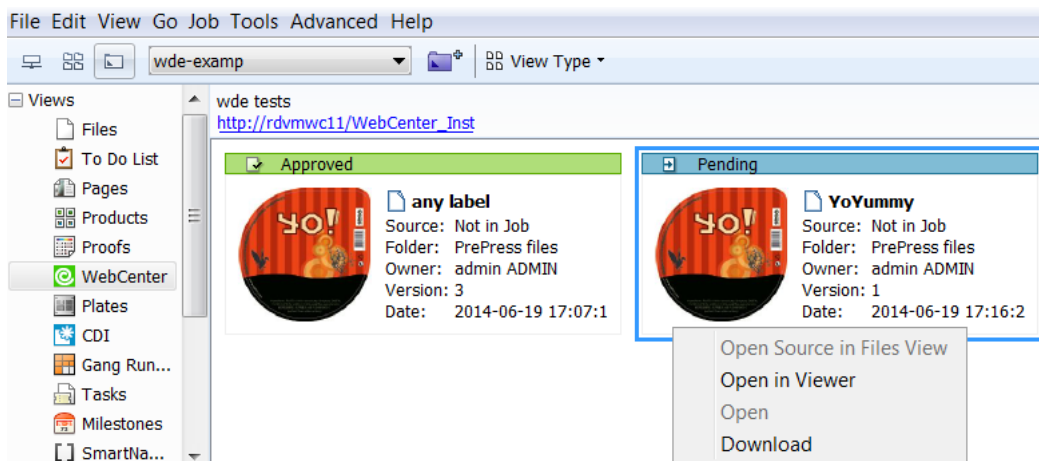 File Edit View Go Job Tools Advanced Help
wde-examp View Type
Views
Files
To Do List
Pages
Products
Proofs
WebCenter
Plates
CDI
Gang Run...
Tasks
Milestones
SmartNa...
wde tests
http://rdvmwc11/WebCenter_Inst
Approved
YO!
any label
Source: Not in Job
Folder: PrePress files
Owner: admin ADMIN
Version: 3
Date: 2014-06-19 17:07:1
Pending
YO!
YoYummy
Source: Not in Job
Folder: PrePress files
Owner: admin ADMIN
Version: 1
Date: 2014-06-19 17:16:2
Open Source in Files View
Open in Viewer
Open
Download